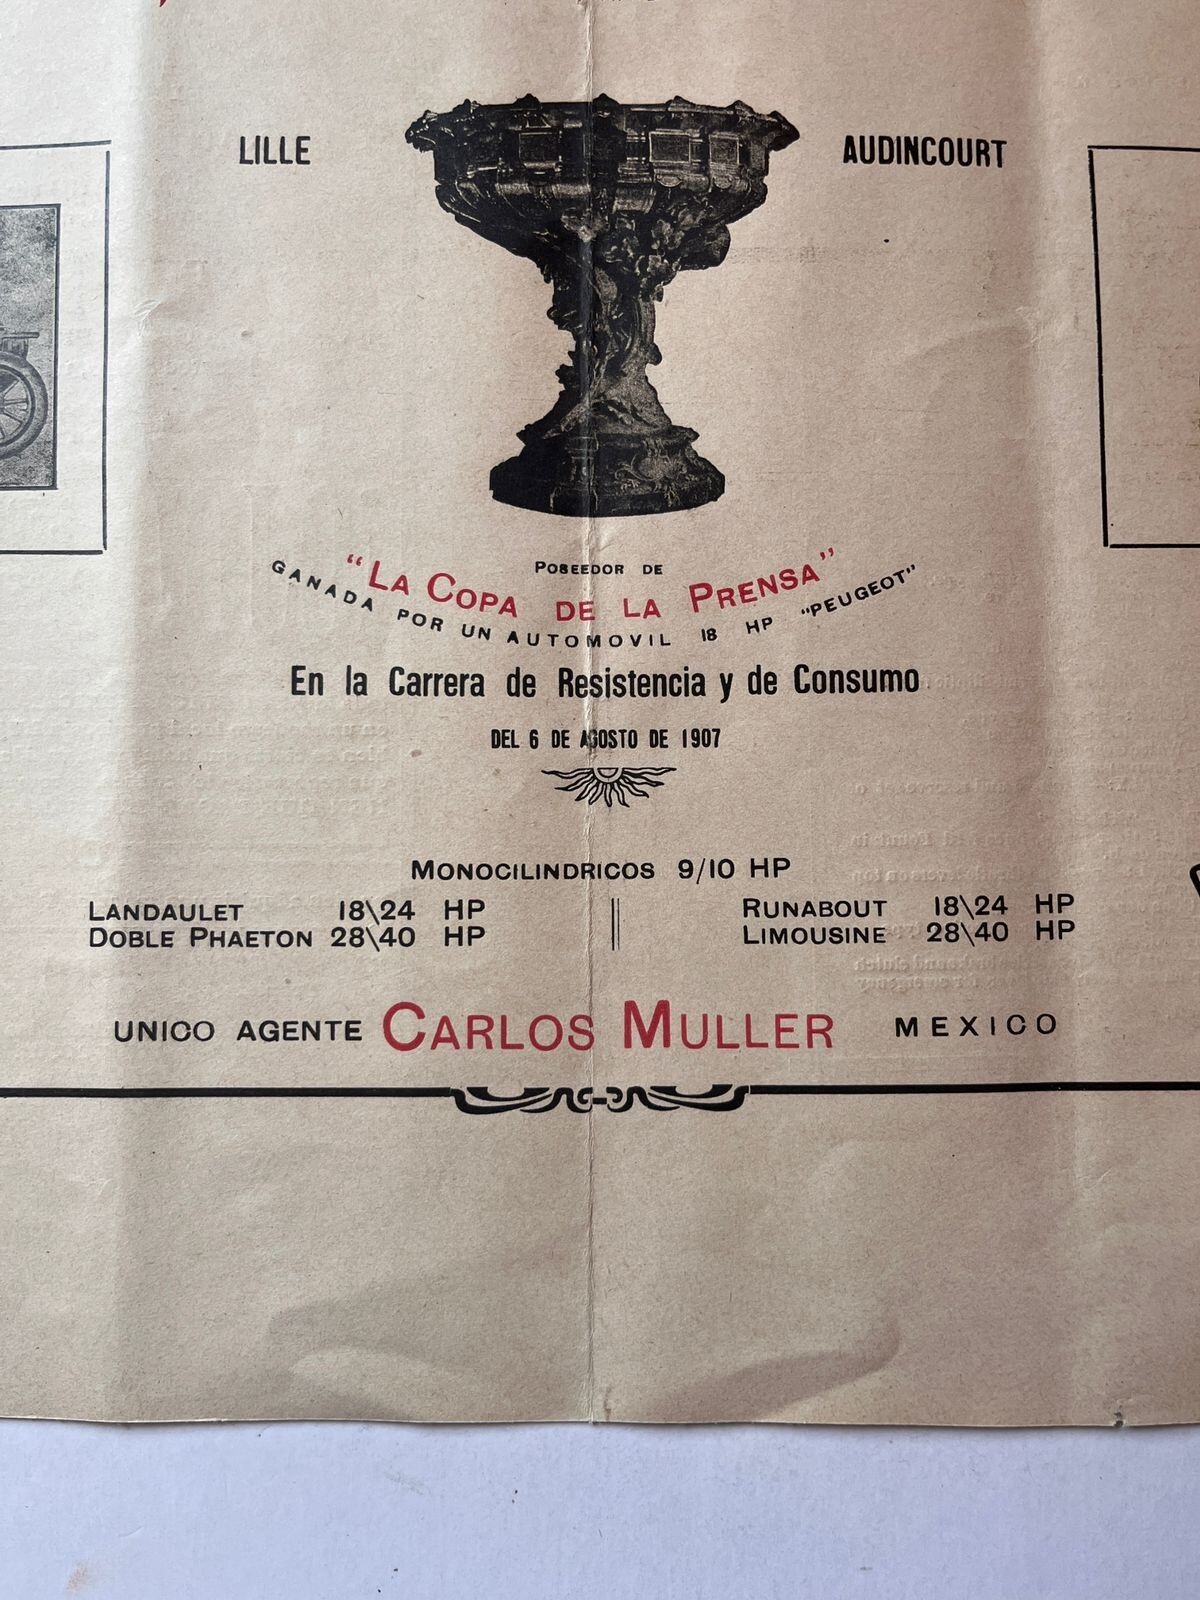 LILLE
AUDINCOURT
POSEEDOR DE
"LA COPA DE LA PRENSA"
GANADA POR UN AUTOMOVIL 18 HP "PEUGEOT"
En la Carrera de Resistencia y de Consumo
DEL 6 DE AGOSTO DE 1907
MONOCILINDRICOS 9/10 HP
LANDAULET 18\24 HP
DOBLE PHAETON 28\40 HP
RUNABOUT 18\24 HP
LIMOUSINE 28\40 HP
UNICO AGENTE CARLOS MULLER MEXICO